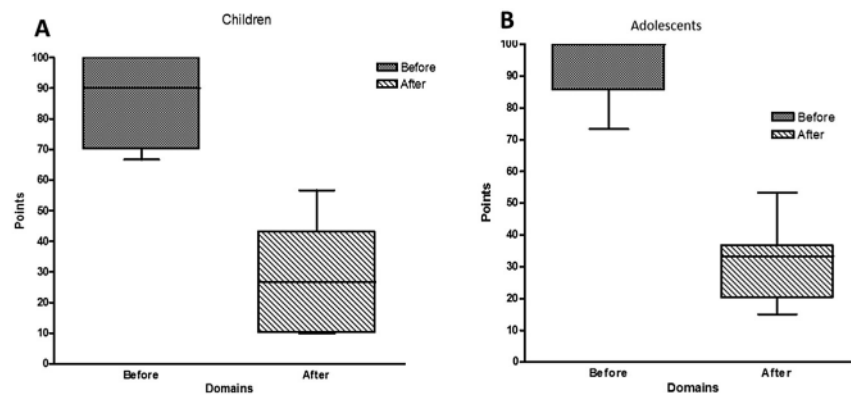 A
Children
Before
After
100
90
80
70
60
50
40
30
20
10
0
Points
Before
After
Domains
B
Adolescents
Before
After
100
90
80
70
60
50
40
30
20
10
0
Points
Before
After
Domains